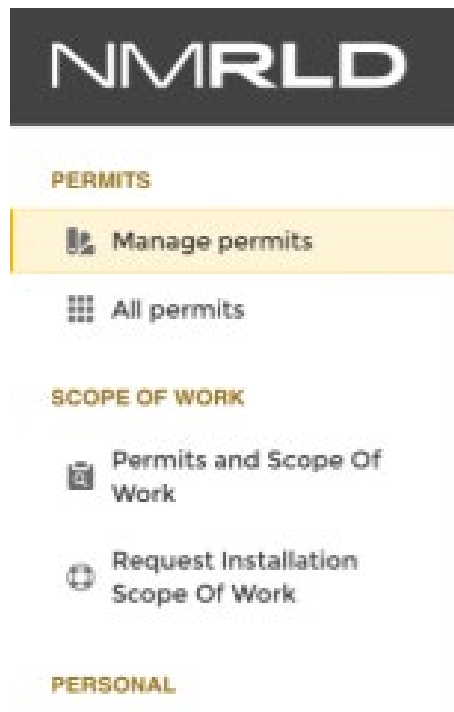 NMRLD
PERMITS
Manage permits
All permits
SCOPE OF WORK
Permits and Scope Of
Work
Request Installation
Scope Of Work
PERSONAL